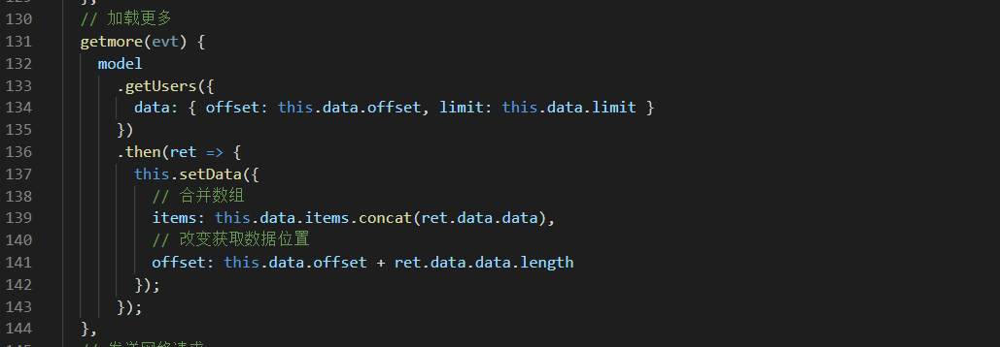 130 // 加载更多
131 getmore(evt) {
132 model
133 .getUsers({
134 data: { offset: this.data.offset, limit: this.data.limit }
135 })
136 .then(ret => {
137 this.setData({
138 // 合并数组
139 items: this.data.items.concat(ret.data.data),
140 // 改变获取数据位置
141 offset: this.data.offset + ret.data.data.length
142 });
143 });
144 },